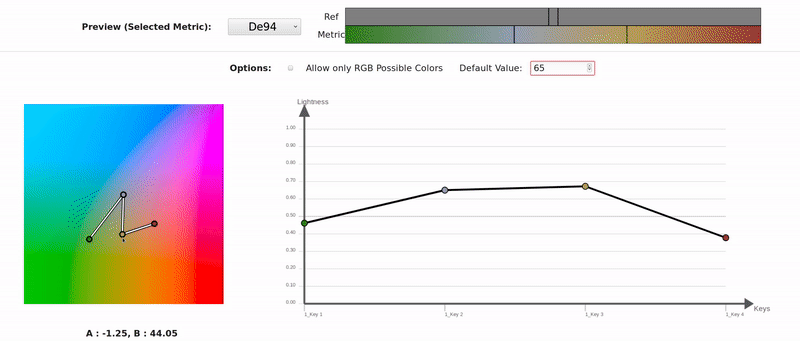 Preview (Selected Metric):
De94
Ref
Metric
Options:
Allow only RGB Possible Colors
Default Value:
65
Lightness
1.00
0.90
0.80
0.70
0.60
0.50
0.40
0.30
0.20
0.10
0.00
1_Key 1
1_Key 2
1_Key 3
1_Key 4
Keys
A : -1.25, B : 44.05